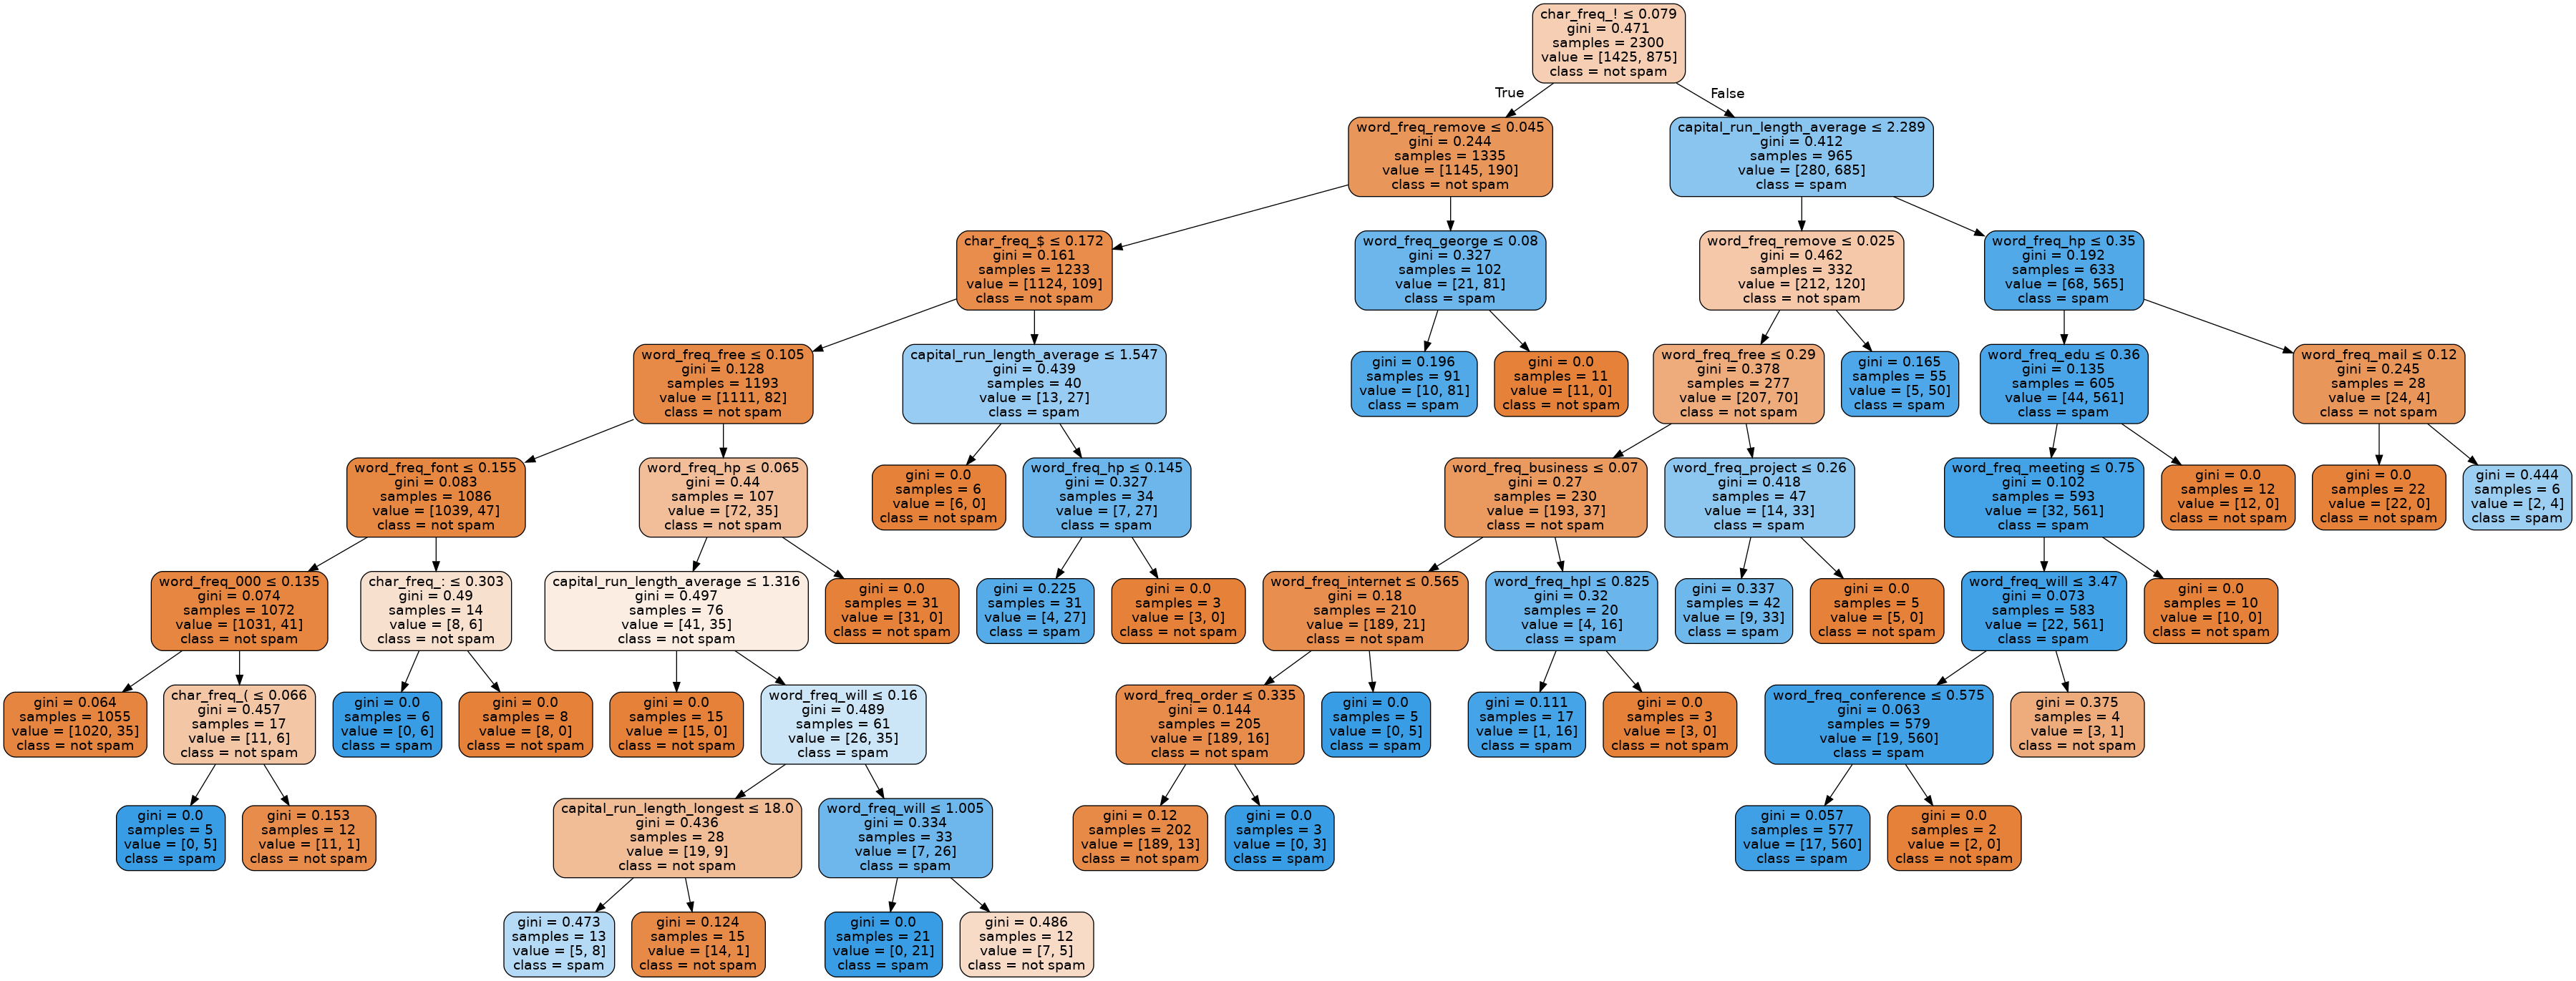 char_freq_! ≤ 0.079
gini = 0.471
samples = 2300
value = [1425, 875]
class = not spam
True
False
word_freq_remove ≤ 0.045
gini = 0.244
samples = 1335
value = [1145, 190]
class = not spam
capital_run_length_average ≤ 2.289
gini = 0.412
samples = 965
value = [280, 685]
class = spam
char_freq_$ ≤ 0.172
gini = 0.161
samples = 1233
value = [1124, 109]
class = not spam
word_freq_george ≤ 0.08
gini = 0.327
samples = 102
value = [21, 81]
class = spam
word_freq_remove ≤ 0.025
gini = 0.462
samples = 332
value = [212, 120]
class = not spam
word_freq_hp ≤ 0.35
gini = 0.192
samples = 633
value = [68, 565]
class = spam
word_freq_free ≤ 0.105
gini = 0.128
samples = 1193
value = [1111, 82]
class = not spam
capital_run_length_average ≤ 1.547
gini = 0.439
samples = 40
value = [13, 27]
class = spam
gini = 0.196
samples = 91
value = [10, 81]
class = spam
gini = 0.0
samples = 11
value = [11, 0]
class = not spam
word_freq_free ≤ 0.29
gini = 0.378
samples = 277
value = [207, 70]
class = not spam
gini = 0.165
samples = 55
value = [5, 50]
class = spam
word_freq_edu ≤ 0.36
gini = 0.135
samples = 605
value = [44, 561]
class = spam
word_freq_mail ≤ 0.12
gini = 0.245
samples = 28
value = [24, 4]
class = not spam
word_freq_font ≤ 0.155
gini = 0.083
samples = 1086
value = [1039, 47]
class = not spam
word_freq_hp ≤ 0.065
gini = 0.44
samples = 107
value = [72, 35]
class = not spam
gini = 0.0
samples = 6
value = [6, 0]
class = not spam
word_freq_hp ≤ 0.145
gini = 0.327
samples = 34
value = [7, 27]
class = spam
word_freq_business ≤ 0.07
gini = 0.27
samples = 230
value = [193, 37]
class = not spam
word_freq_project ≤ 0.26
gini = 0.418
samples = 47
value = [14, 33]
class = spam
word_freq_meeting ≤ 0.75
gini = 0.102
samples = 593
value = [32, 561]
class = spam
gini = 0.0
samples = 12
value = [12, 0]
class = not spam
gini = 0.0
samples = 22
value = [22, 0]
class = not spam
gini = 0.444
samples = 6
value = [2, 4]
class = spam
word_freq_000 ≤ 0.135
gini = 0.074
samples = 1072
value = [1031, 41]
class = not spam
char_freq_: ≤ 0.303
gini = 0.49
samples = 14
value = [8, 6]
class = not spam
capital_run_length_average ≤ 1.316
gini = 0.497
samples = 76
value = [41, 35]
class = not spam
gini = 0.0
samples = 31
value = [31, 0]
class = not spam
gini = 0.225
samples = 31
value = [4, 27]
class = spam
gini = 0.0
samples = 3
value = [3, 0]
class = not spam
word_freq_internet ≤ 0.565
gini = 0.18
samples = 210
value = [189, 21]
class = not spam
word_freq_hpl ≤ 0.825
gini = 0.32
samples = 20
value = [4, 16]
class = spam
gini = 0.337
samples = 42
value = [9, 33]
class = spam
gini = 0.0
samples = 5
value = [5, 0]
class = not spam
word_freq_will ≤ 3.47
gini = 0.073
samples = 583
value = [22, 561]
class = spam
gini = 0.0
samples = 10
value = [10, 0]
class = not spam
gini = 0.064
samples = 1055
value = [1020, 35]
class = not spam
char_freq_( ≤ 0.066
gini = 0.457
samples = 17
value = [11, 6]
class = not spam
gini = 0.0
samples = 6
value = [0, 6]
class = spam
gini = 0.0
samples = 8
value = [8, 0]
class = not spam
gini = 0.0
samples = 15
value = [15, 0]
class = not spam
word_freq_will ≤ 0.16
gini = 0.489
samples = 61
value = [26, 35]
class = spam
word_freq_order ≤ 0.335
gini = 0.144
samples = 205
value = [189, 16]
class = not spam
gini = 0.0
samples = 5
value = [0, 5]
class = spam
gini = 0.111
samples = 17
value = [1, 16]
class = spam
gini = 0.0
samples = 3
value = [3, 0]
class = not spam
word_freq_conference ≤ 0.575
gini = 0.063
samples = 579
value = [19, 560]
class = spam
gini = 0.375
samples = 4
value = [3, 1]
class = not spam
gini = 0.0
samples = 5
value = [0, 5]
class = spam
gini = 0.153
samples = 12
value = [11, 1]
class = not spam
capital_run_length_longest ≤ 18.0
gini = 0.436
samples = 28
value = [19, 9]
class = not spam
word_freq_will ≤ 1.005
gini = 0.334
samples = 33
value = [7, 26]
class = spam
gini = 0.12
samples = 202
value = [189, 13]
class = not spam
gini = 0.0
samples = 3
value = [0, 3]
class = spam
gini = 0.057
samples = 577
value = [17, 560]
class = spam
gini = 0.0
samples = 2
value = [2, 0]
class = not spam
gini = 0.473
samples = 13
value = [5, 8]
class = spam
gini = 0.124
samples = 15
value = [14, 1]
class = not spam
gini = 0.0
samples = 21
value = [0, 21]
class = spam
gini = 0.486
samples = 12
value = [7, 5]
class = not spam